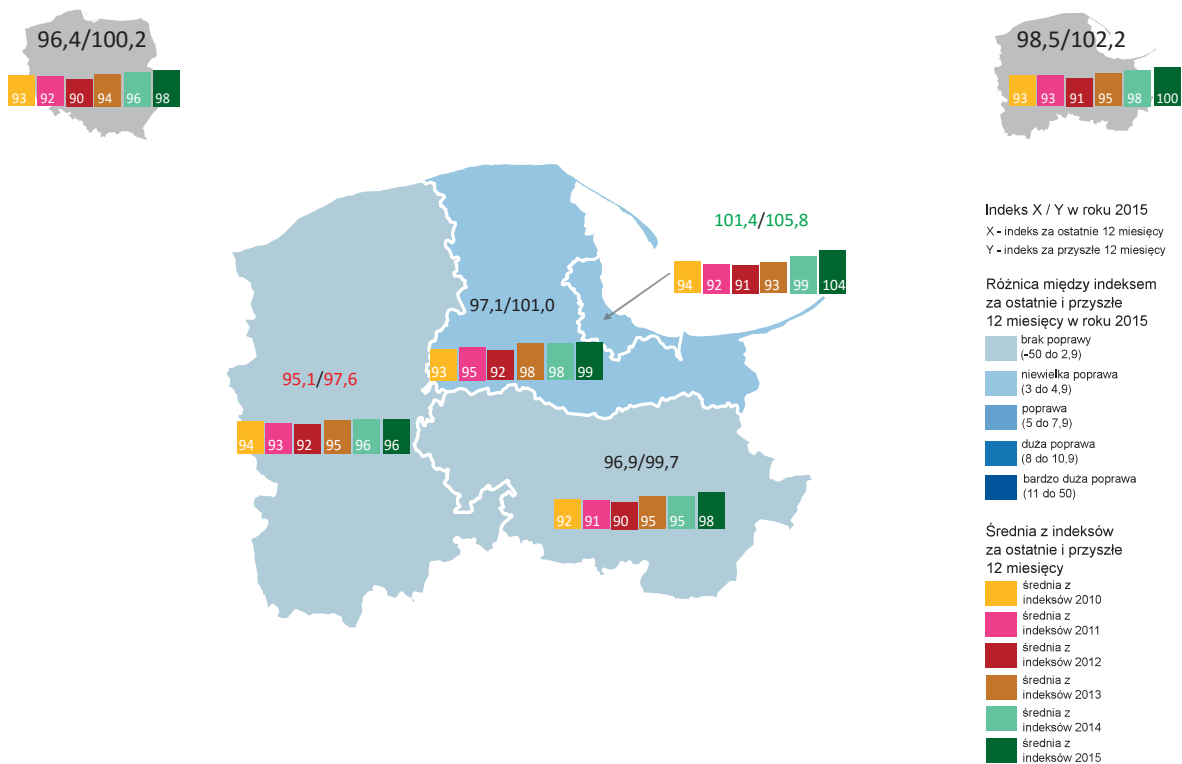 96,4/100,2
93 92 90 94 96 98
98,5/102,2
93 93 91 95 98 100
101,4/105,8
94 92 91 93 99 104
97,1/101,0
93 95 92 98 98 99
95,1/97,6
94 93 92 95 96 96
96,9/99,7
92 91 90 95 95 98
Indeks X / Y w roku 2015
X - indeks za ostatnie 12 miesięcy
Y - indeks za przyszłe 12 miesięcy
Różnica między indeksem
za ostatnie i przyszłe
12 miesięcy w roku 2015
brak poprawy
(-50 do 2,9)
niewielka poprawa
(3 do 4,9)
poprawa
(5 do 7,9)
duża poprawa
(8 do 10,9)
bardzo duża poprawa
(11 do 50)
Średnia z indeksów
za ostatnie i przyszłe
12 miesięcy
średnia z
indeksów 2010
średnia z
indeksów 2011
średnia z
indeksów 2012
średnia z
indeksów 2013
średnia z
indeksów 2014
średnia z
indeksów 2015